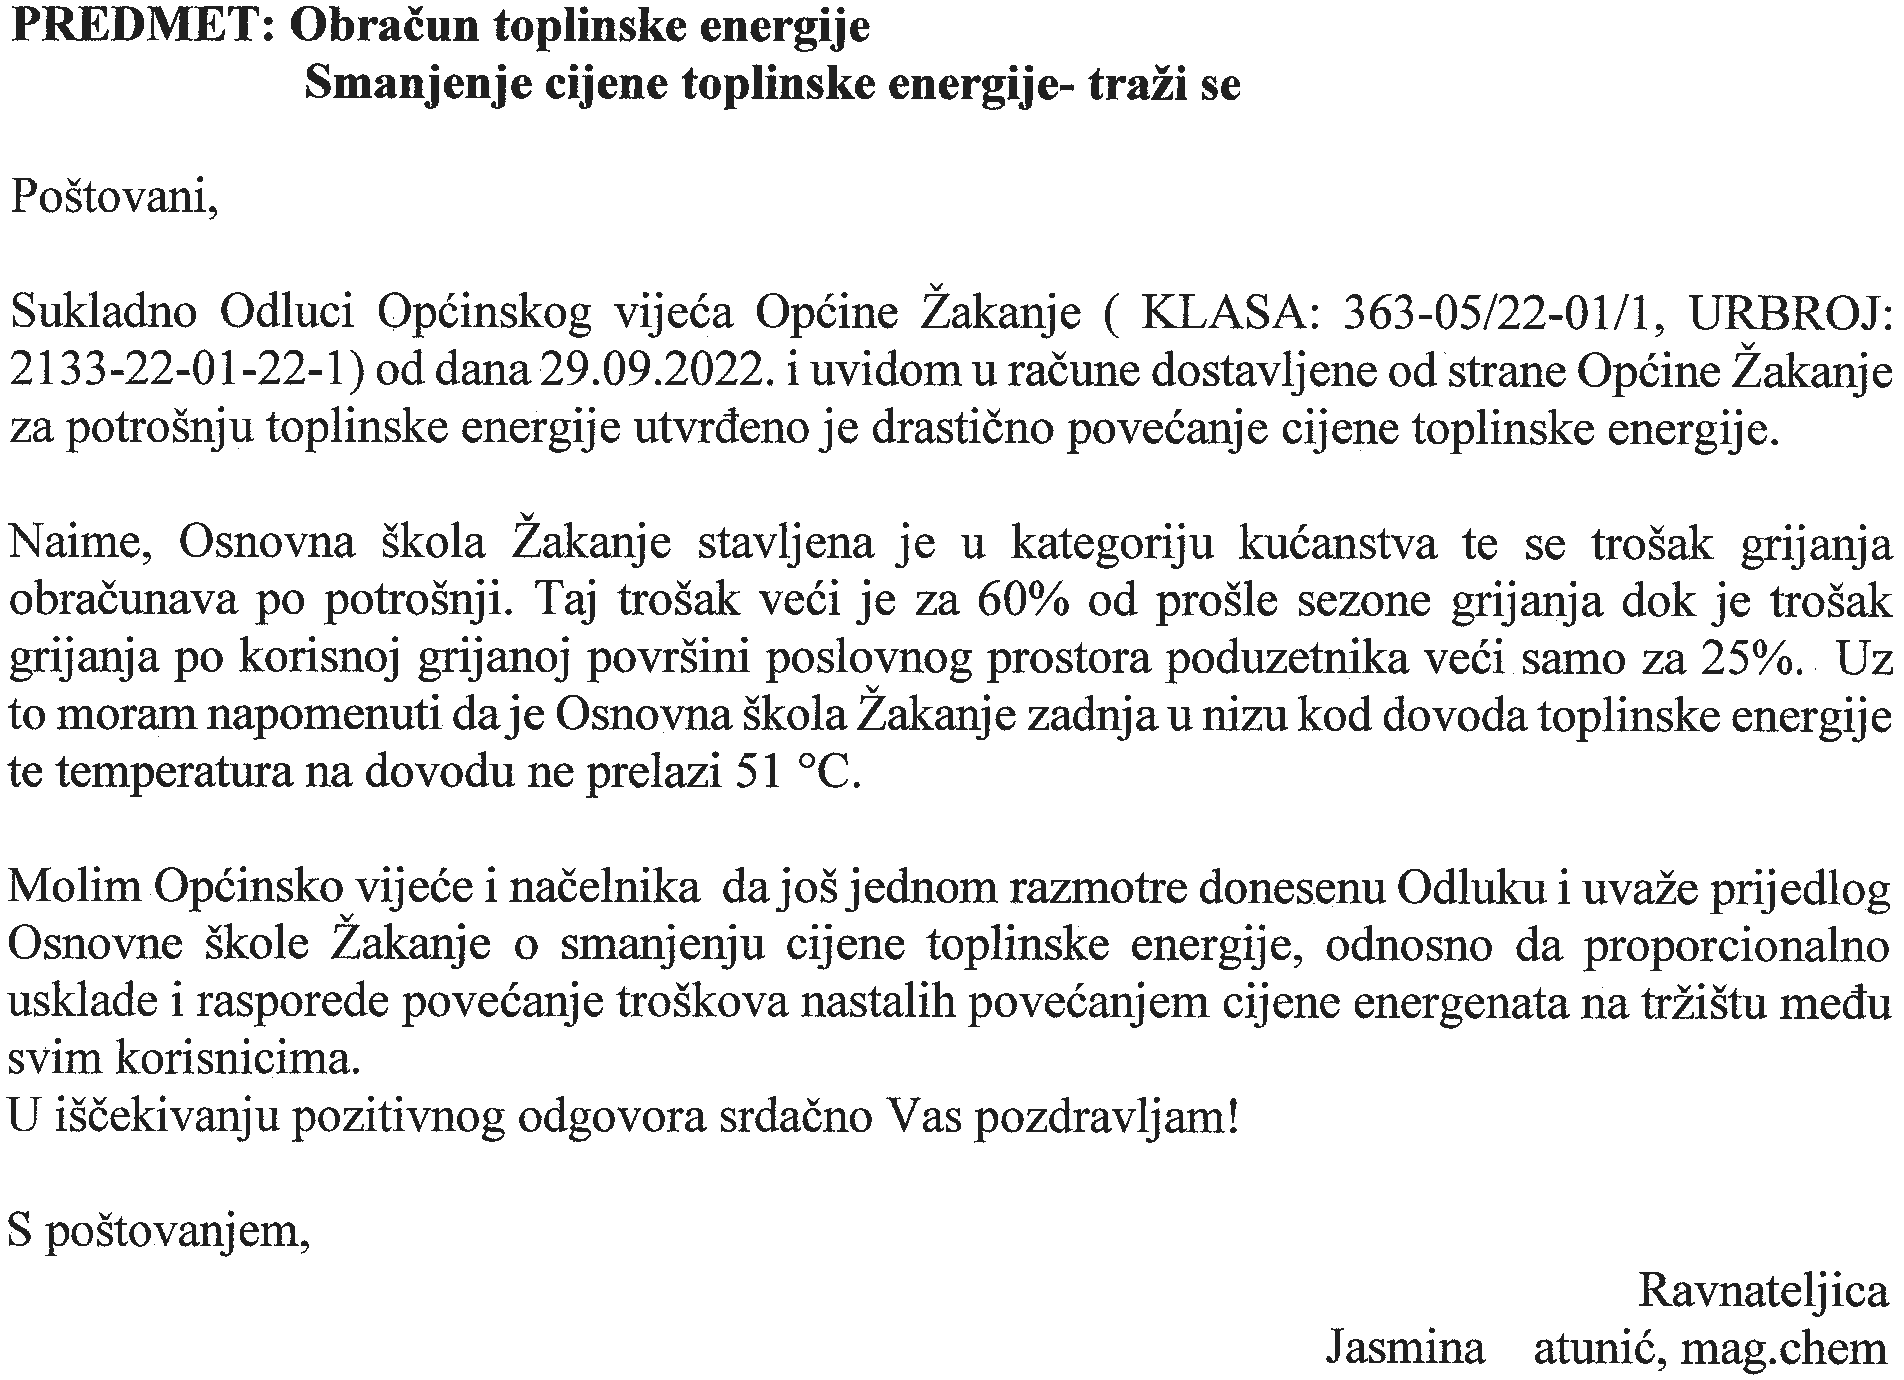 PREDMET: Obračun toplinske energije
Smanjenje cijene toplinske energije- traži se
Poštovani,
Sukladno Odluci Općinskog vijeća Općine Žakanje ( KLASA: 363-05/22-01/1, URBROJ:
2133-22-01-22-1) od dana 29.09.2022. i uvidom u račune dostavljene od strane Općine Žakanje
za potrošnju toplinske energije utvrđeno je drastično povećanje cijene toplinske energije.
Naime, Osnovna škola Žakanje stavljena je u kategoriju kućanstva te se trošak grijanja
obračunava po potrošnji. Taj trošak veći je za 60% od prošle sezone grijanja dok je trošak
grijanja po korisnoj grijanoj površini poslovnog prostora poduzetnika veći samo za 25%. Uz
to moram napomenuti da je Osnovna škola Žakanje zadnja u nizu kod dovoda toplinske energije
te temperatura na dovodu ne prelazi 51 °C.
Molim Općinsko vijeće i načelnika da još jednom razmotre donesenu Odluku i uvaže prijedlog
Osnovne škole Žakanje o smanjenju cijene toplinske energije, odnosno da proporcionalno
usklade i rasporede povećanje troškova nastalih povećanjem cijene energenata na tržištu među
svim korisnicima.
U iščekivanju pozitivnog odgovora srdačno Vas pozdravljam!
S poštovanjem,
Ravnateljica
Jasmina atunić, mag.chem